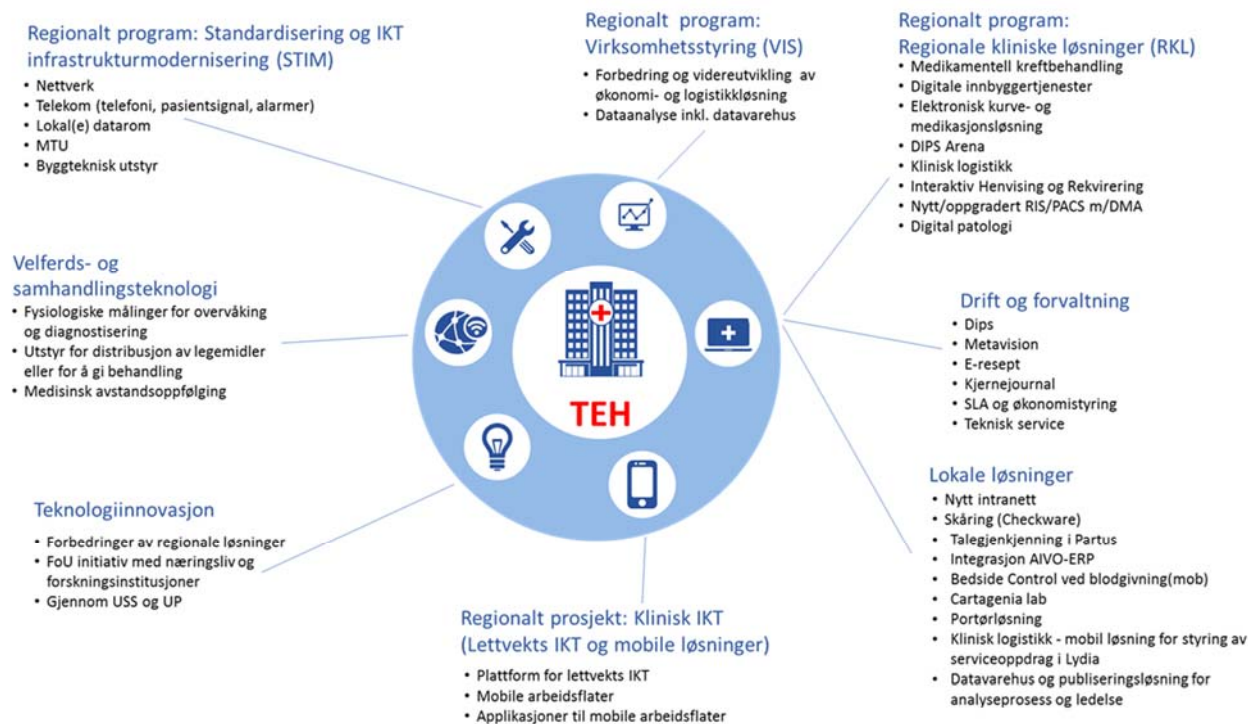 Regionalt program: Standardisering og IKT
infrastrukturmodernisering (STIM)
• Nettverk
• Telekom (telefoni, pasientsignal, alarmer)
• Lokal(e) datarom
• MTU
• Byggteknisk utstyr
Regionalt program:
Virksomhetsstyring (VIS)
• Forbedring og videreutvikling av
økonomi- og logistikkløsning
• Dataanalyse inkl. datavarehus
Regionalt program:
Regionale kliniske løsninger (RKL)
• Medikamentell kreftbehandling
• Digitale innbyggertjenester
• Elektronisk kurve- og
medikasjonsløsning
• DIPS Arena
• Klinisk logistikk
• Interaktiv Henvising og Rekvirering
• Nytt/oppgradert RIS/PACS m/DMA
• Digital patologi
Velferds- og
samhandlingsteknologi
• Fysiologiske målinger for overvåking
og diagnostisering
• Utstyr for distribusjon av legemidler
eller for å gi behandling
• Medisinsk avstandsoppfølging
TEH
Drift og forvaltning
• Dips
• Metavision
• E-resept
• Kjernejournal
• SLA og økonomistyring
• Teknisk service
Teknologiinnovasjon
• Forbedringer av regionale løsninger
• FoU initiativ med næringsliv og
forskningsinstitusjoner
• Gjennom USS og UP
Regionalt prosjekt: Klinisk IKT
(Lettvekts IKT og mobile løsninger)
• Plattform for lettvekts IKT
• Mobile arbeidsflater
• Applikasjoner til mobile arbeidsflater
Lokale løsninger
• Nytt intranett
• Skåring (Checkware)
• Talegjenkjenning i Partus
• Integrasjon AIVO-ERP
• Bedside Control ved blodgivning(mob)
• Cartagenia lab
• Portørløsning
• Klinisk logistikk - mobil løsning for styring av
serviceoppdrag i Lydia
• Datavarehus og publiseringsløsning for
analyseprosess og ledelse